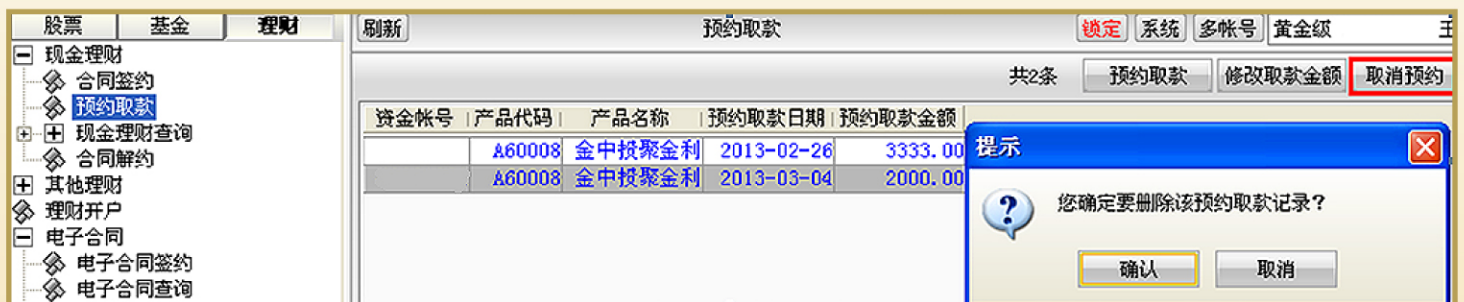 股票 基金 理财 刷新 预约取款 锁定 系统 多帐号 黄金级 王
现金理财
合同签约
共2条 预约取款 修改取款金额 取消预约
预约取款
资金帐号 产品代码 产品名称 预约取款日期 预约取款金额
现金理财查询
A60008 金中投聚金利 2013-02-26 3333.00
合同解约
A60008 金中投聚金利 2013-03-04 2000.00
其他理财
理财开户
电子合同
电子合同签约
电子合同查询
提示
您确定要删除该预约取款记录?
确认 取消